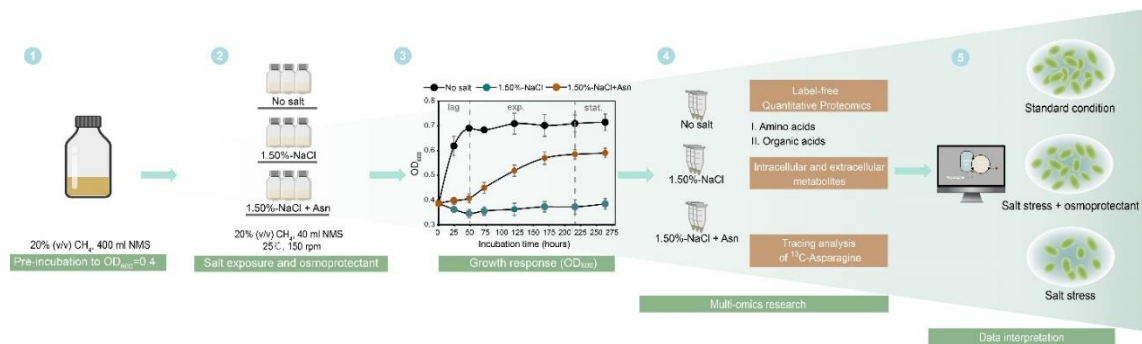 1
20% (v/v) CH₄, 400 ml NMS
Pre-incubation to OD₆₀₀=0.4
2
No salt
1.50%-NaCl
1.50%-NaCl + Asn
20% (v/v) CH₄, 40 ml NMS
25℃, 150 rpm
Salt exposure and osmoprotectant
3
No salt 1.50%-NaCl 1.50%-NaCl+Asn
lag exp. stat.
OD₆₀₀
0.8
0.7
0.6
0.5
0.4
0.3
0 25 50 75 100 125 150 175 200 225 250 275
Incubation time (hours)
Growth response (OD₆₀₀)
4
No salt
1.50%-NaCl
1.50%-NaCl + Asn
Label-free
Quantitative Proteomics
I. Amino acids
II. Organic acids
Intracellular and extracellular
metabolites
Tracing analysis
of ¹³C-Asparagine
Multi-omics research
5
Standard condition
Salt stress + osmoprotectant
Salt stress
Data interpretation